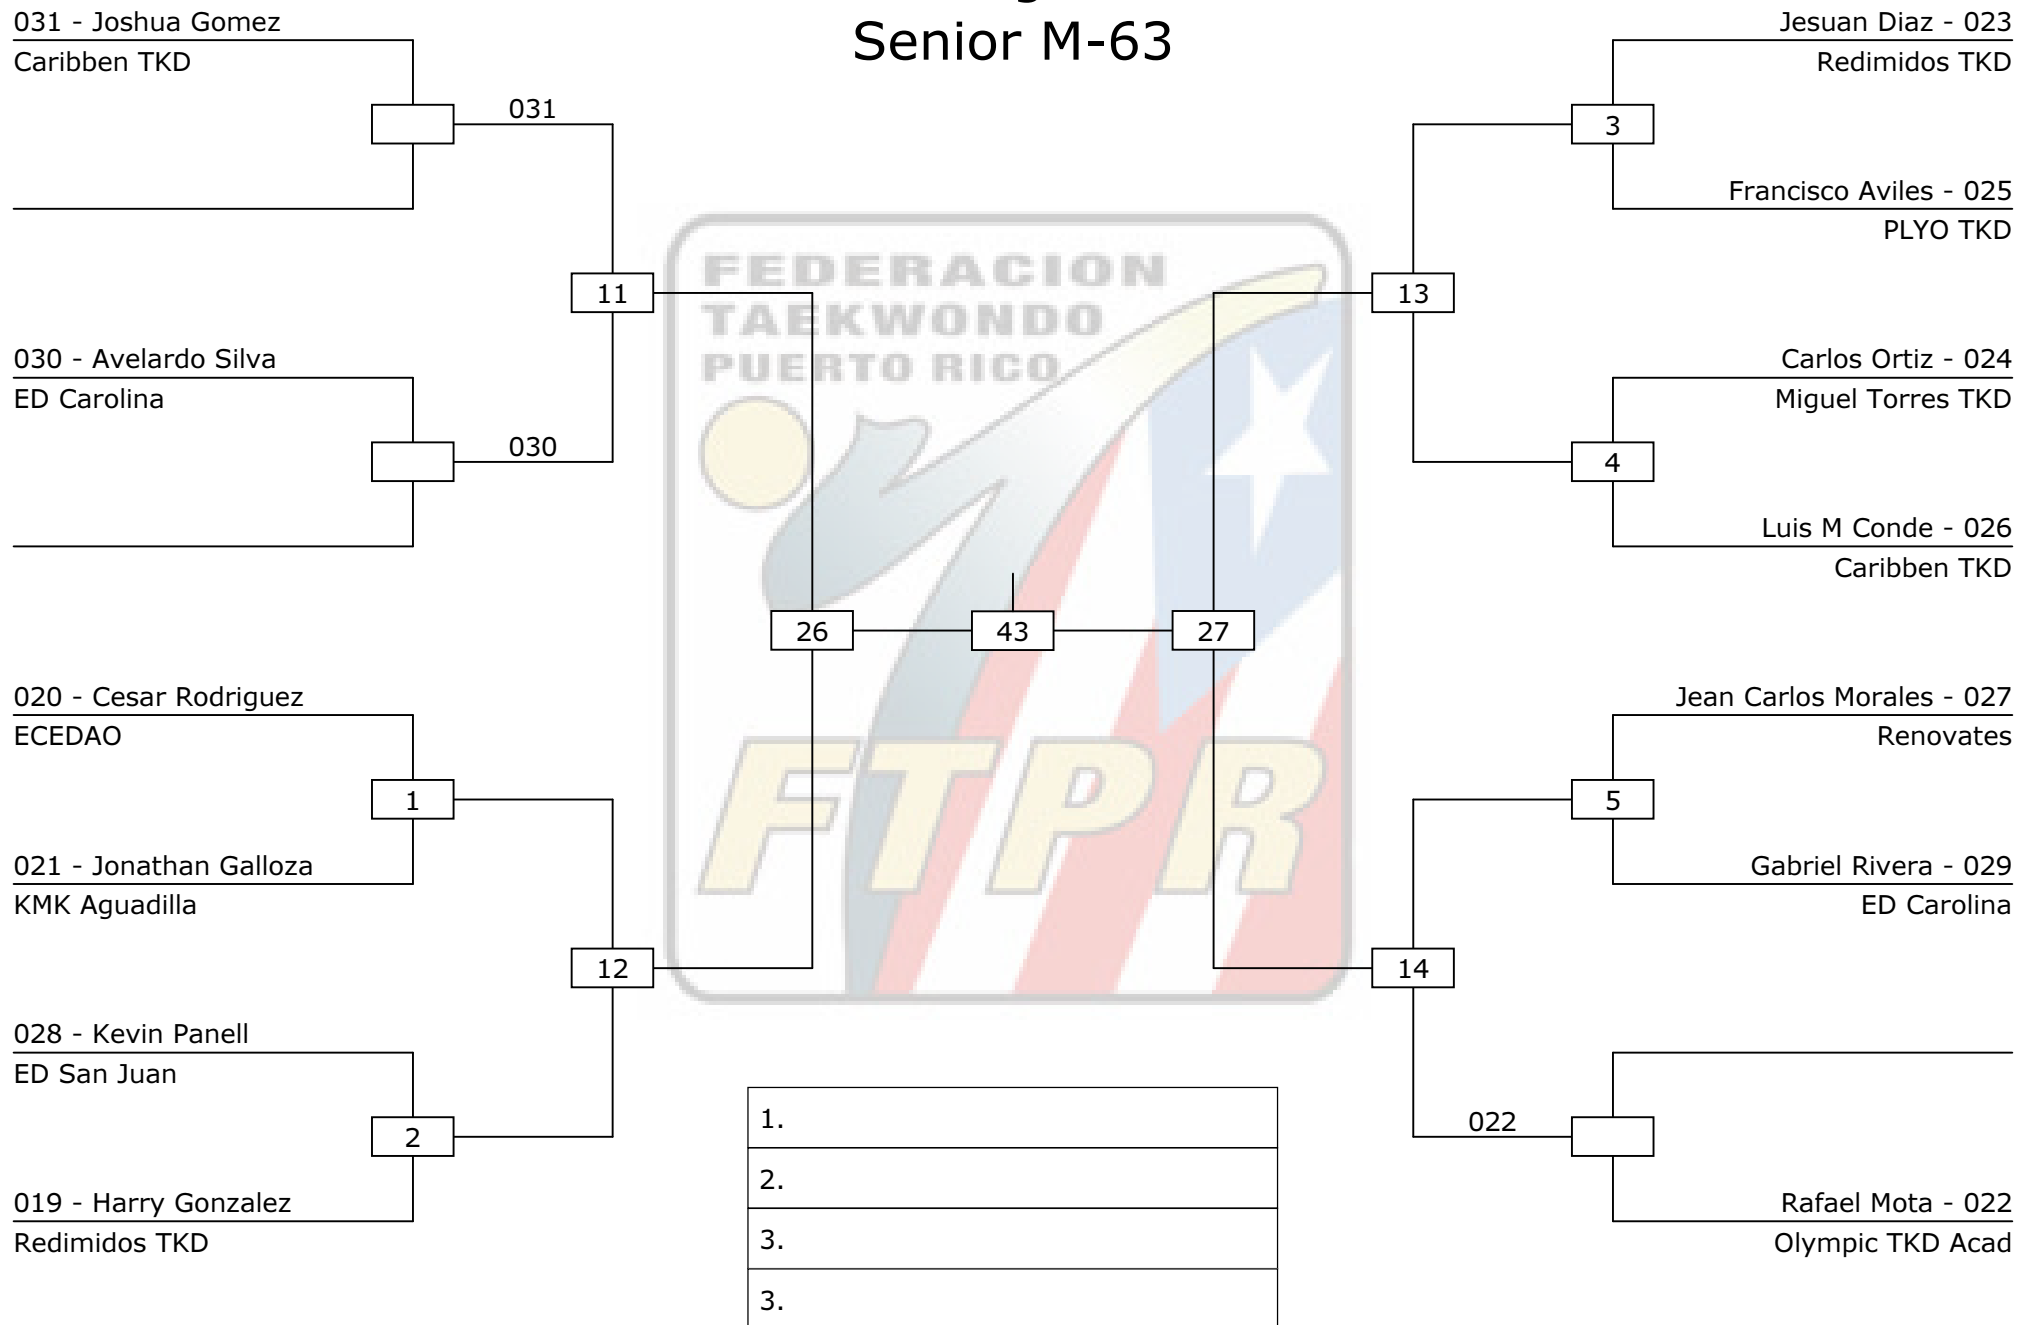 Senior M-63
031 - Joshua Gomez
Caribben TKD
031
030 - Avelardo Silva
ED Carolina
030
11
020 - Cesar Rodriguez
ECEDAO
1
021 - Jonathan Galloza
KMK Aguadilla
12
028 - Kevin Panell
ED San Juan
2
019 - Harry Gonzalez
Redimidos TKD
FEDERACION
TAEKWONDO
PUERTO RICO
26
43
27
FTPR
1.
2.
3.
3.
Jesuan Diaz - 023
Redimidos TKD
3
Francisco Aviles - 025
PLYO TKD
13
Carlos Ortiz - 024
Miguel Torres TKD
4
Luis M Conde - 026
Caribben TKD
Jean Carlos Morales - 027
Renovates
5
Gabriel Rivera - 029
ED Carolina
14
022
Rafael Mota - 022
Olympic TKD Acad